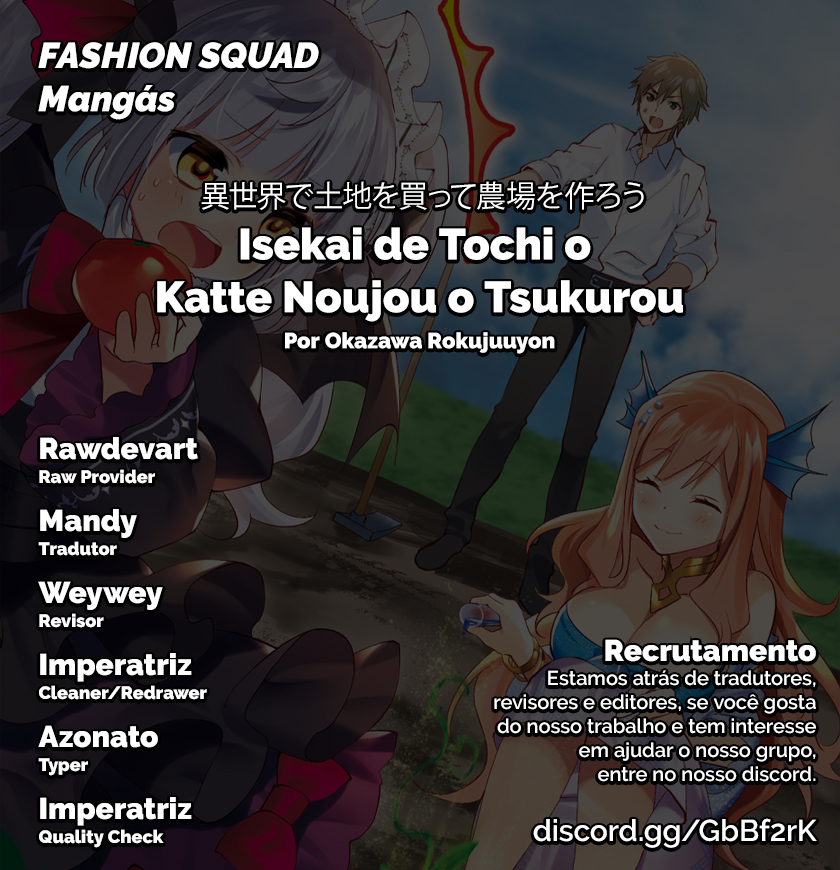 FASHION SQUAD
Mangás
異世界で土地を買って農場を作ろう
Isekai de Tochi o
Katte Noujou o Tsukurou
Por Okazawa Rokujuuyon
Rawdevart
Raw Provider
Mandy
Tradutor
Weywey
Revisor
Imperatriz
Cleaner/Redrawer
Azonato
Typer
Imperatriz
Quality Check
Recrutamento
Estamos atrás de tradutores,
revisores e editores, se você gosta
do nosso trabalho e tem interesse
em ajudar o nosso grupo,
entre no nosso discord.
discord.gg/GbBf2rK